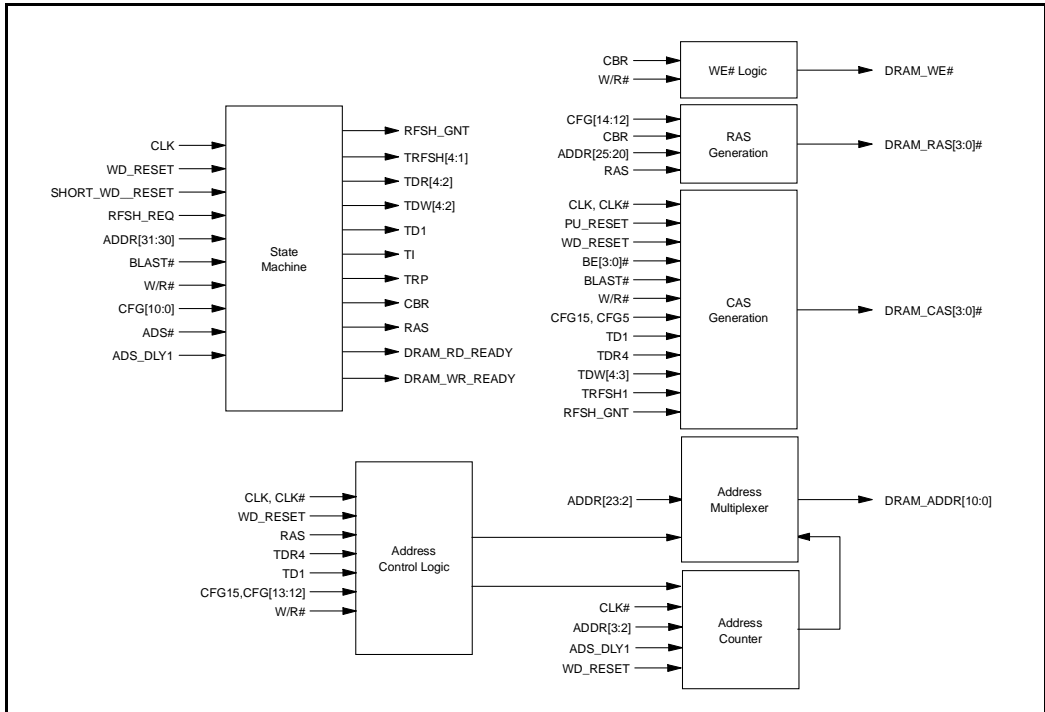 CLK
WD_RESET
SHORT_WD__RESET
RFSH_REQ
ADDR[31:30]
BLAST#
W/R#
CFG[10:0]
ADS#
ADS_DLY1
State
Machine
RFSH_GNT
TRFSH[4:1]
TDR[4:2]
TDW[4:2]
TD1
TI
TRP
CBR
RAS
DRAM_RD_READY
DRAM_WR_READY
CBR
W/R#
WE# Logic
DRAM_WE#
CFG[14:12]
CBR
ADDR[25:20]
RAS
RAS
Generation
DRAM_RAS[3:0]#
CLK, CLK#
PU_RESET
WD_RESET
BE[3:0]#
BLAST#
W/R#
CFG15, CFG5
TD1
TDR4
TDW[4:3]
TRFSH1
RFSH_GNT
CAS
Generation
DRAM_CAS[3:0]#
CLK, CLK#
WD_RESET
RAS
TDR4
TD1
CFG15,CFG[13:12]
W/R#
Address
Control Logic
ADDR[23:2]
Address
Multiplexer
DRAM_ADDR[10:0]
CLK#
ADDR[3:2]
ADS_DLY1
WD_RESET
Address
Counter